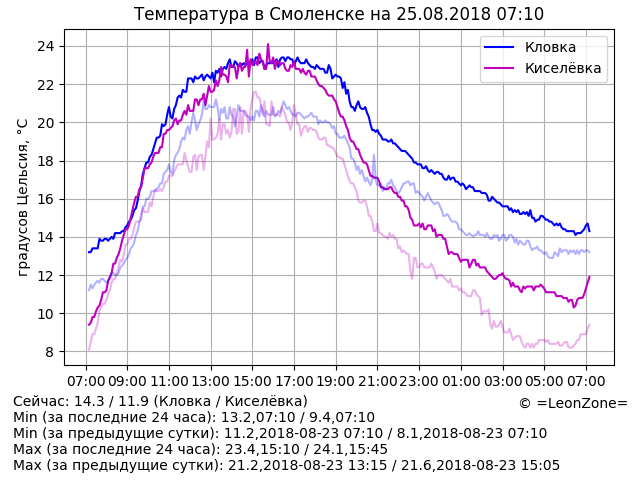 Температура в Смоленске на 25.08.2018 07:10
градусов Цельсия, °C
24
22
20
18
16
14
12
10
8
Кловка
Киселёвка
07:00 09:00 11:00 13:00 15:00 17:00 19:00 21:00 23:00 01:00 03:00 05:00 07:00
Сейчас: 14.3 / 11.9 (Кловка / Киселёвка)
© =LeonZone=
Min (за последние 24 часа): 13.2,07:10 / 9.4,07:10
Min (за предыдущие сутки): 11.2,2018-08-23 07:10 / 8.1,2018-08-23 07:10
Max (за последние 24 часа): 23.4,15:10 / 24.1,15:45
Max (за предыдущие сутки): 21.2,2018-08-23 13:15 / 21.6,2018-08-23 15:05